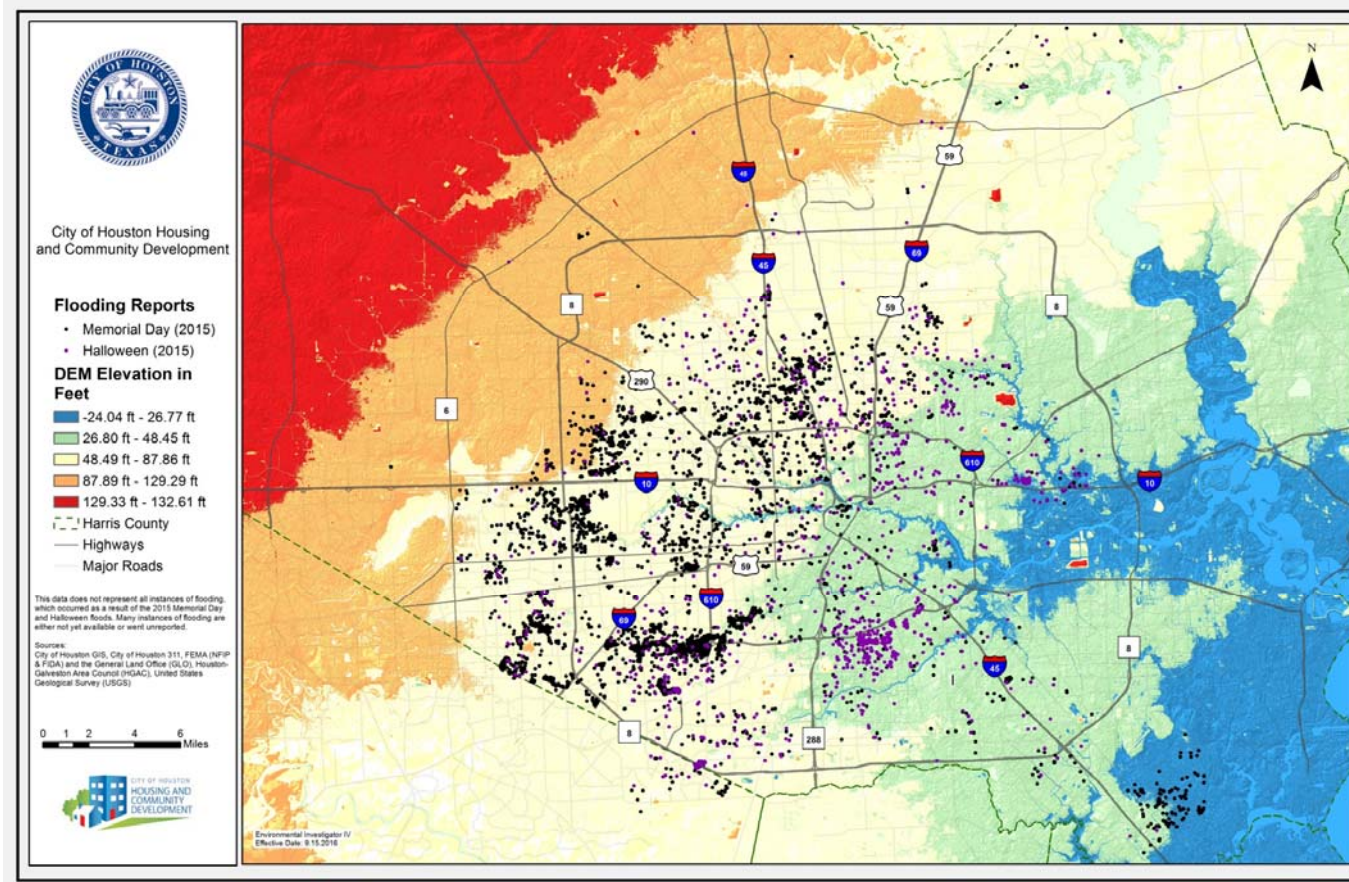 CITY OF HOUSTON
TEXAS
City of Houston Housing
and Community Development
Flooding Reports
Memorial Day (2015)
Halloween (2015)
DEM Elevation in
Feet
-24.04 ft - 26.77 ft
26.80 ft - 48.45 ft
48.49 ft - 87.86 ft
87.89 ft - 129.29 ft
129.33 ft - 132.61 ft
Harris County
Highways
Major Roads
This data does not represent all instances of flooding,
which occurred as a result of the 2015 Memorial Day
and Halloween floods. Many instances of flooding are
either not yet available or went unreported.
Sources:
City of Houston GIS, City of Houston 311, FEMA (NFIP
& FIDA) and the General Land Office (GLO), Houston-
Galveston Area Council (HGAC), United States
Geological Survey (USGS)
0 1 2 4 6
Miles
CITY OF HOUSTON
HOUSING AND
COMMUNITY
DEVELOPMENT
N
59
45
45
69
8
59
8
290
6
610
10
10
59
610
69
45
8
8
288
Environmental Investigator IV
Effective Date: 9.15.2016